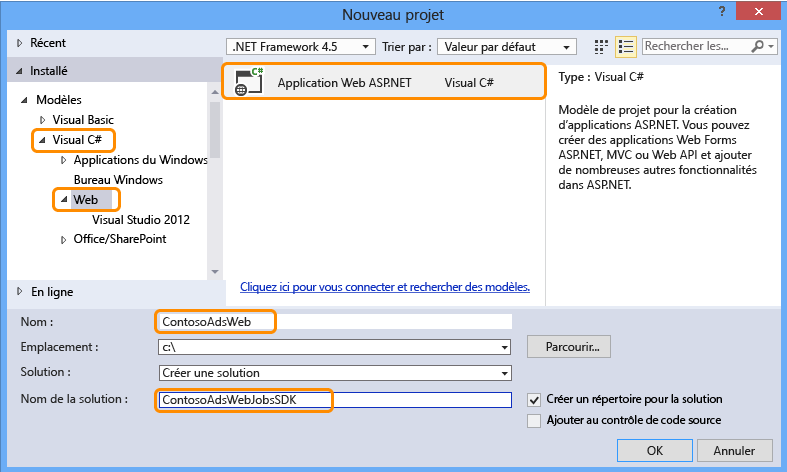 Nouveau projet
? ×
Récent
.NET Framework 4.5 Trier par : Valeur par défaut Rechercher les...
Installé
Modèles
Visual Basic
Visual C#
Applications du Windows
Bureau Windows
Web
Visual Studio 2012
Office/SharePoint
En ligne
C# Application Web ASP.NET Visual C#
Cliquez ici pour vous connecter et rechercher des modèles.
Type : Visual C#
Modèle de projet pour la création
d'applications ASP.NET. Vous pouvez
créer des applications Web Forms
ASP.NET, MVC ou Web API et ajouter
de nombreuses autres fonctionnalités
dans ASP.NET.
Nom : ContosoAdsWeb
Emplacement : c:\ Parcourir...
Solution : Créer une solution
Nom de la solution : ContosoAdsWebJobsSDK
Créer un répertoire pour la solution
Ajouter au contrôle de code source
OK Annuler